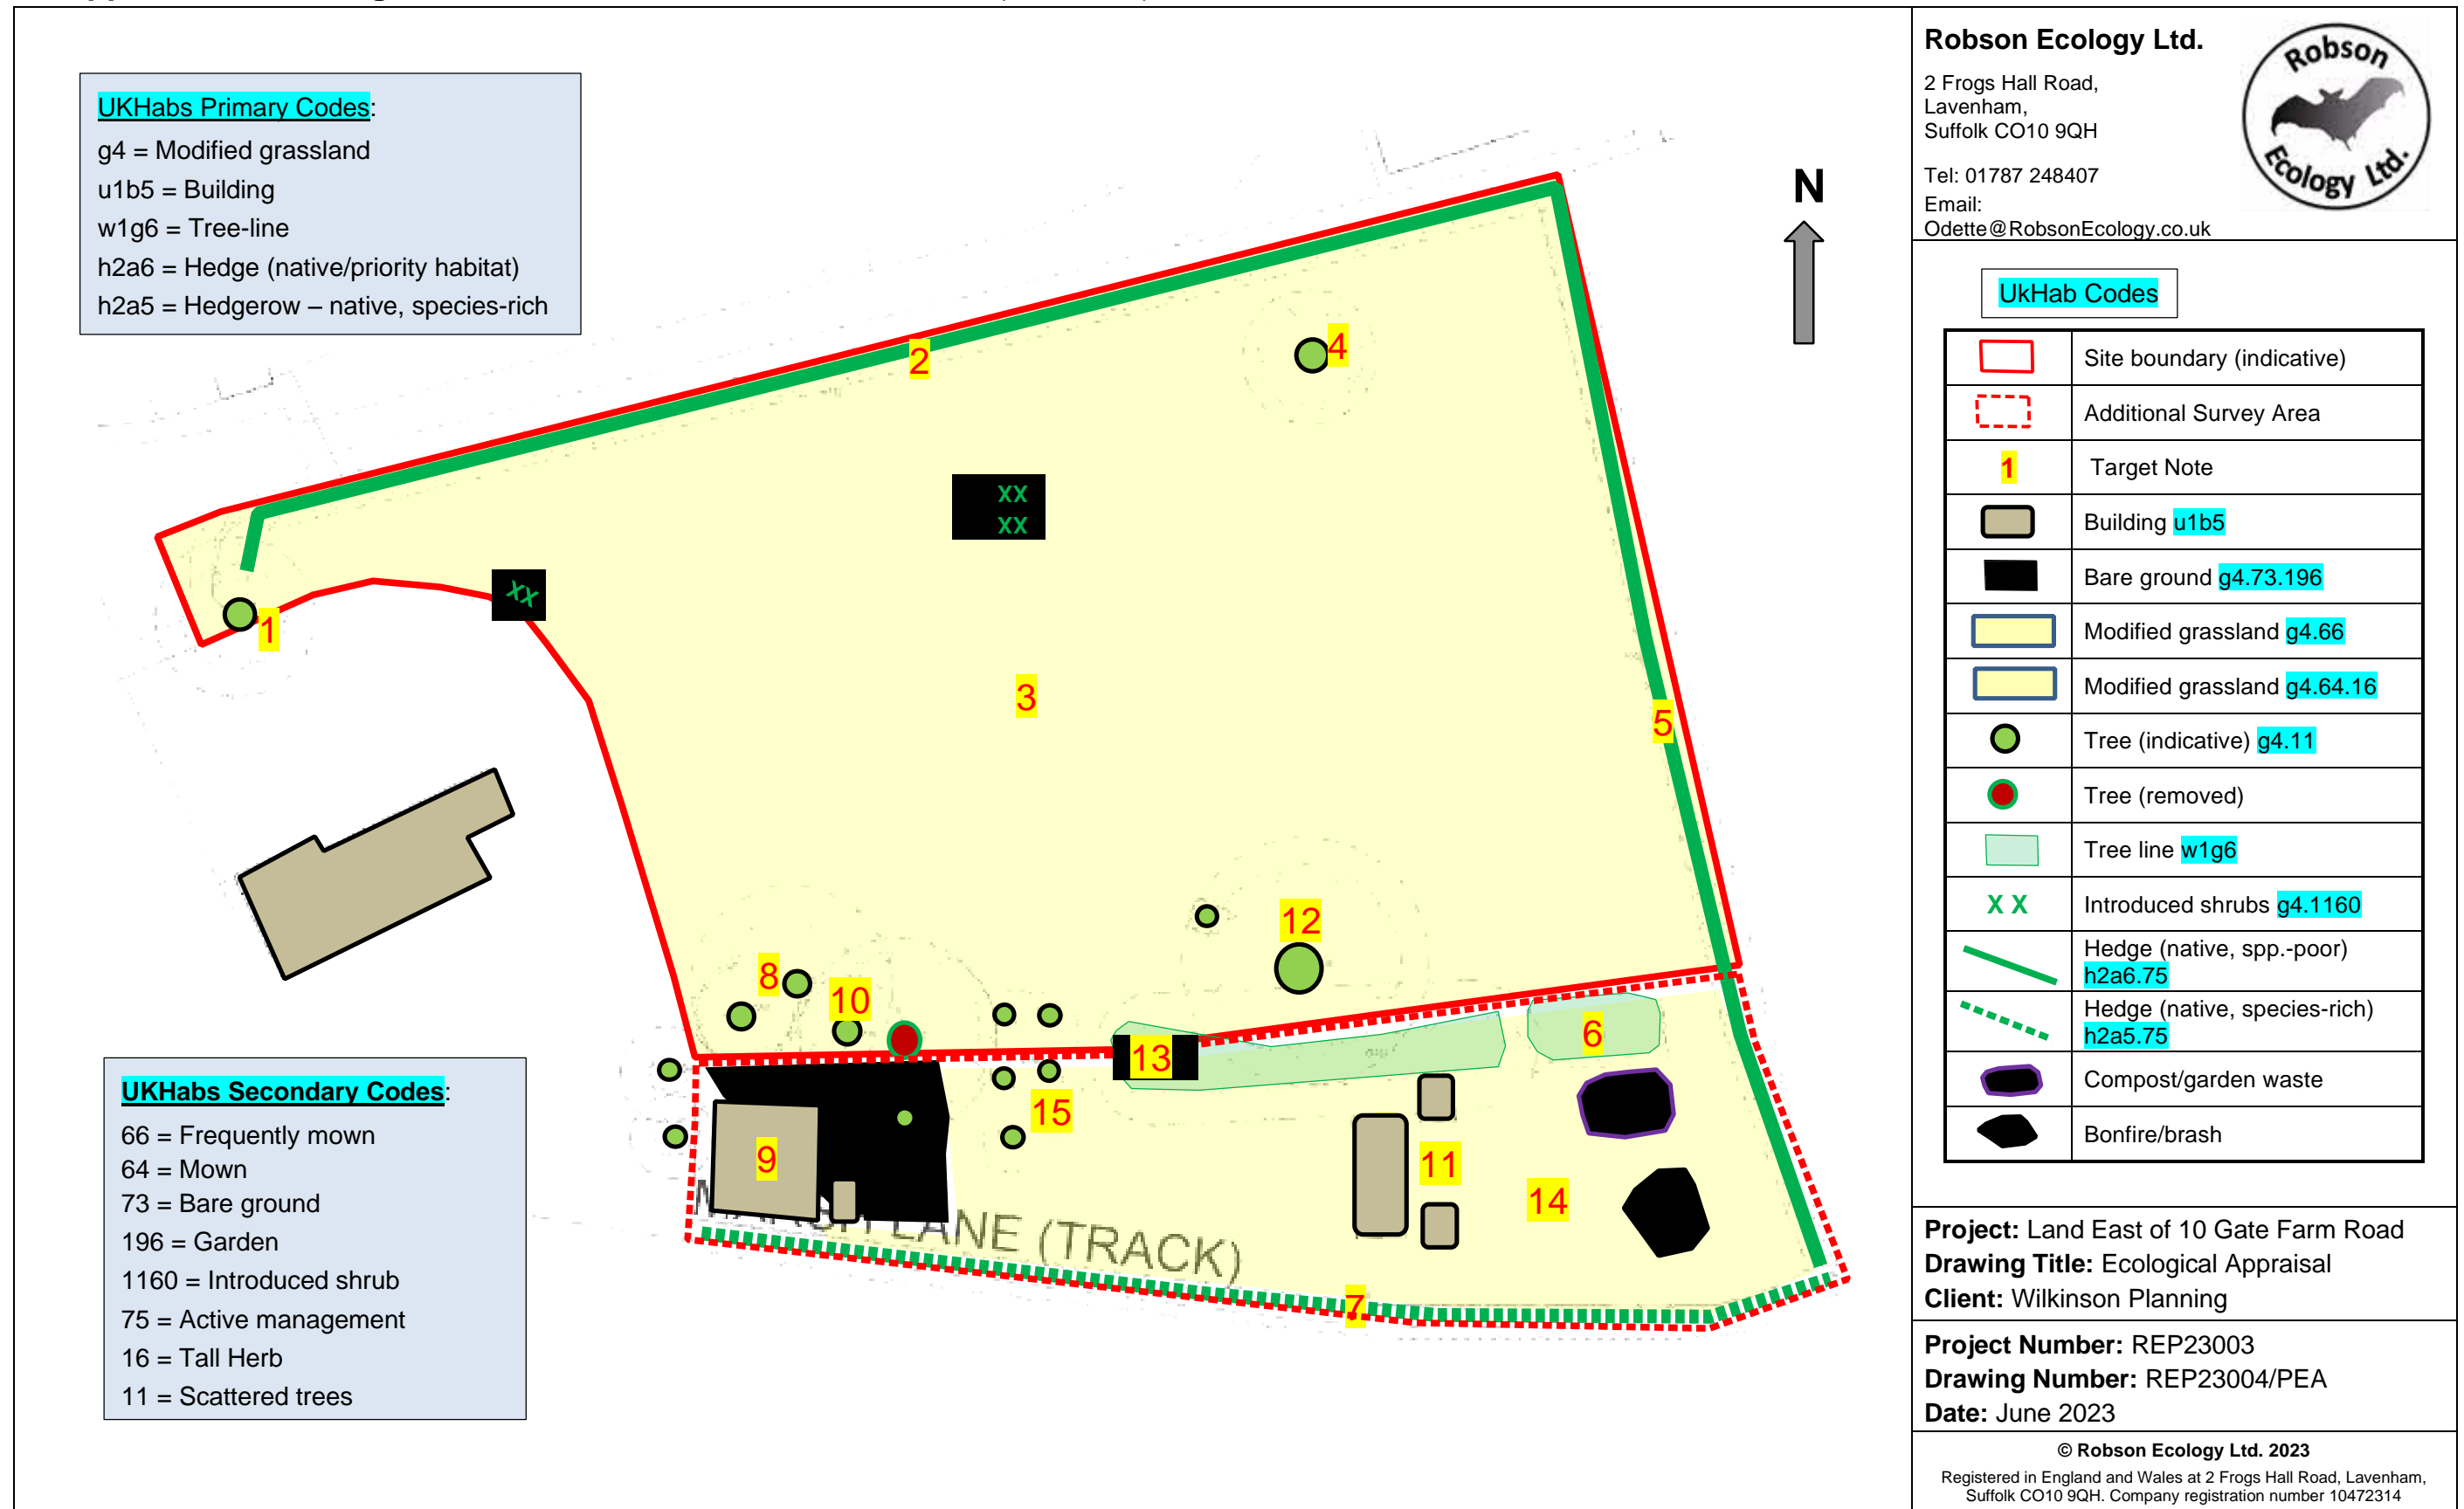 UKHabs Primary Codes:
g4 = Modified grassland
u1b5 = Building
w1g6 = Tree-line
h2a6 = Hedge (native/priority habitat)
h2a5 = Hedgerow – native, species-rich
N
2
4
XX
XX
XX
1
3
5
12
8
10
13
6
15
9
11
14
LANE (TRACK)
7
UKHabs Secondary Codes:
66 = Frequently mown
64 = Mown
73 = Bare ground
196 = Garden
1160 = Introduced shrub
75 = Active management
16 = Tall Herb
11 = Scattered trees
Robson Ecology Ltd.
2 Frogs Hall Road,
Lavenham,
Suffolk CO10 9QH
Tel: 01787 248407
Email:
Odette@RobsonEcology.co.uk
Robson
Ecology Ltd.
UkHab Codes
Site boundary (indicative)
Additional Survey Area
1 Target Note
Building u1b5
Bare ground g4.73.196
Modified grassland g4.66
Modified grassland g4.64.16
Tree (indicative) g4.11
Tree (removed)
Tree line w1g6
X X Introduced shrubs g4.1160
Hedge (native, spp.-poor)
h2a6.75
Hedge (native, species-rich)
h2a5.75
Compost/garden waste
Bonfire/brash
Project: Land East of 10 Gate Farm Road
Drawing Title: Ecological Appraisal
Client: Wilkinson Planning
Project Number: REP23003
Drawing Number: REP23004/PEA
Date: June 2023
© Robson Ecology Ltd. 2023
Registered in England and Wales at 2 Frogs Hall Road, Lavenham,
Suffolk CO10 9QH. Company registration number 10472314